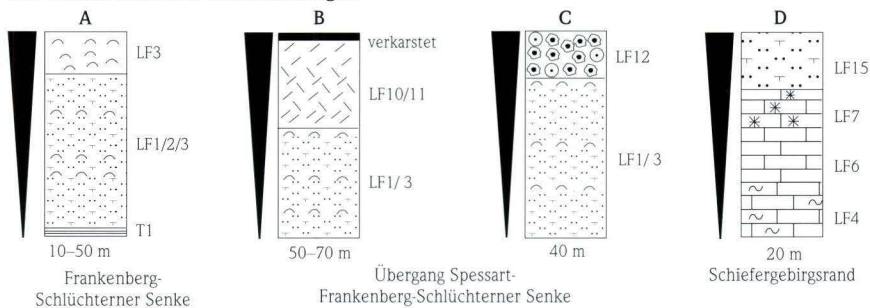 A
B
C
D
LF3
LF1/2/3
T1
10–50 m
Frankenberg-
Schlüchterner Senke
verkarstet
LF10/11
LF1/ 3
50–70 m
LF12
LF1/ 3
40 m
Übergang Spessart-
Frankenberg-Schlüchterner Senke
LF15
LF7
LF6
LF4
20 m
Schiefergebirgsrand